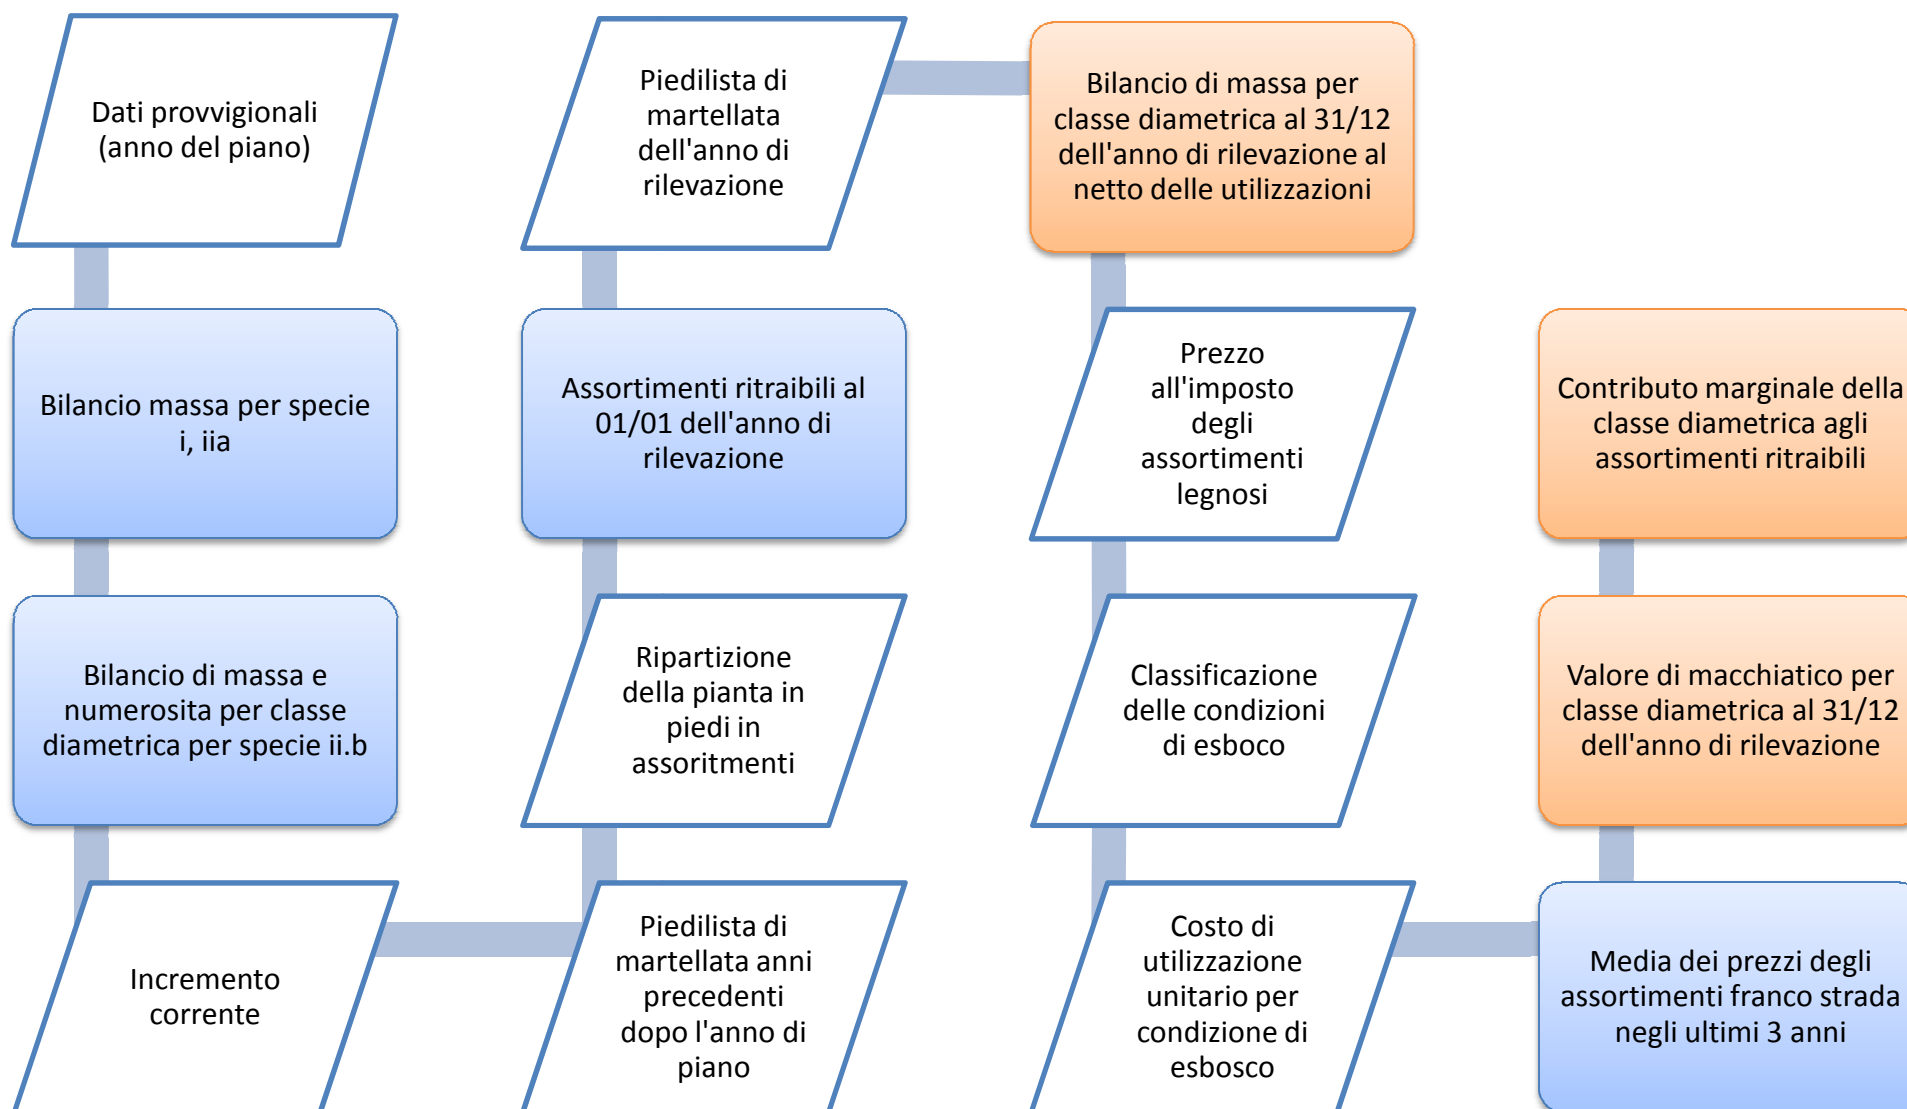 Dati provvigionali
(anno del piano)
Bilancio massa per specie
i, iia
Bilancio di massa e
numerosita per classe
diametrica per specie ii.b
Incremento
corrente
Piedilista di
martellata anni
precedenti
dopo l'anno di
piano
Ripartizione
della pianta in
piedi in
assoritmenti
Assortimenti ritraibili al
01/01 dell'anno di
rilevazione
Piedilista di
martellata
dell'anno di
rilevazione
Bilancio di massa per
classe diametrica al 31/12
dell'anno di rilevazione al
netto delle utilizzazioni
Prezzo
all'imposto
degli
assortimenti
legnosi
Classificazione
delle condizioni
di esboco
Costo di
utilizzazione
unitario per
condizione di
esbosco
Media dei prezzi degli
assortimenti franco strada
negli ultimi 3 anni
Valore di macchiatico per
classe diametrica al 31/12
dell'anno di rilevazione
Contributo marginale della
classe diametrica agli
assortimenti ritraibili